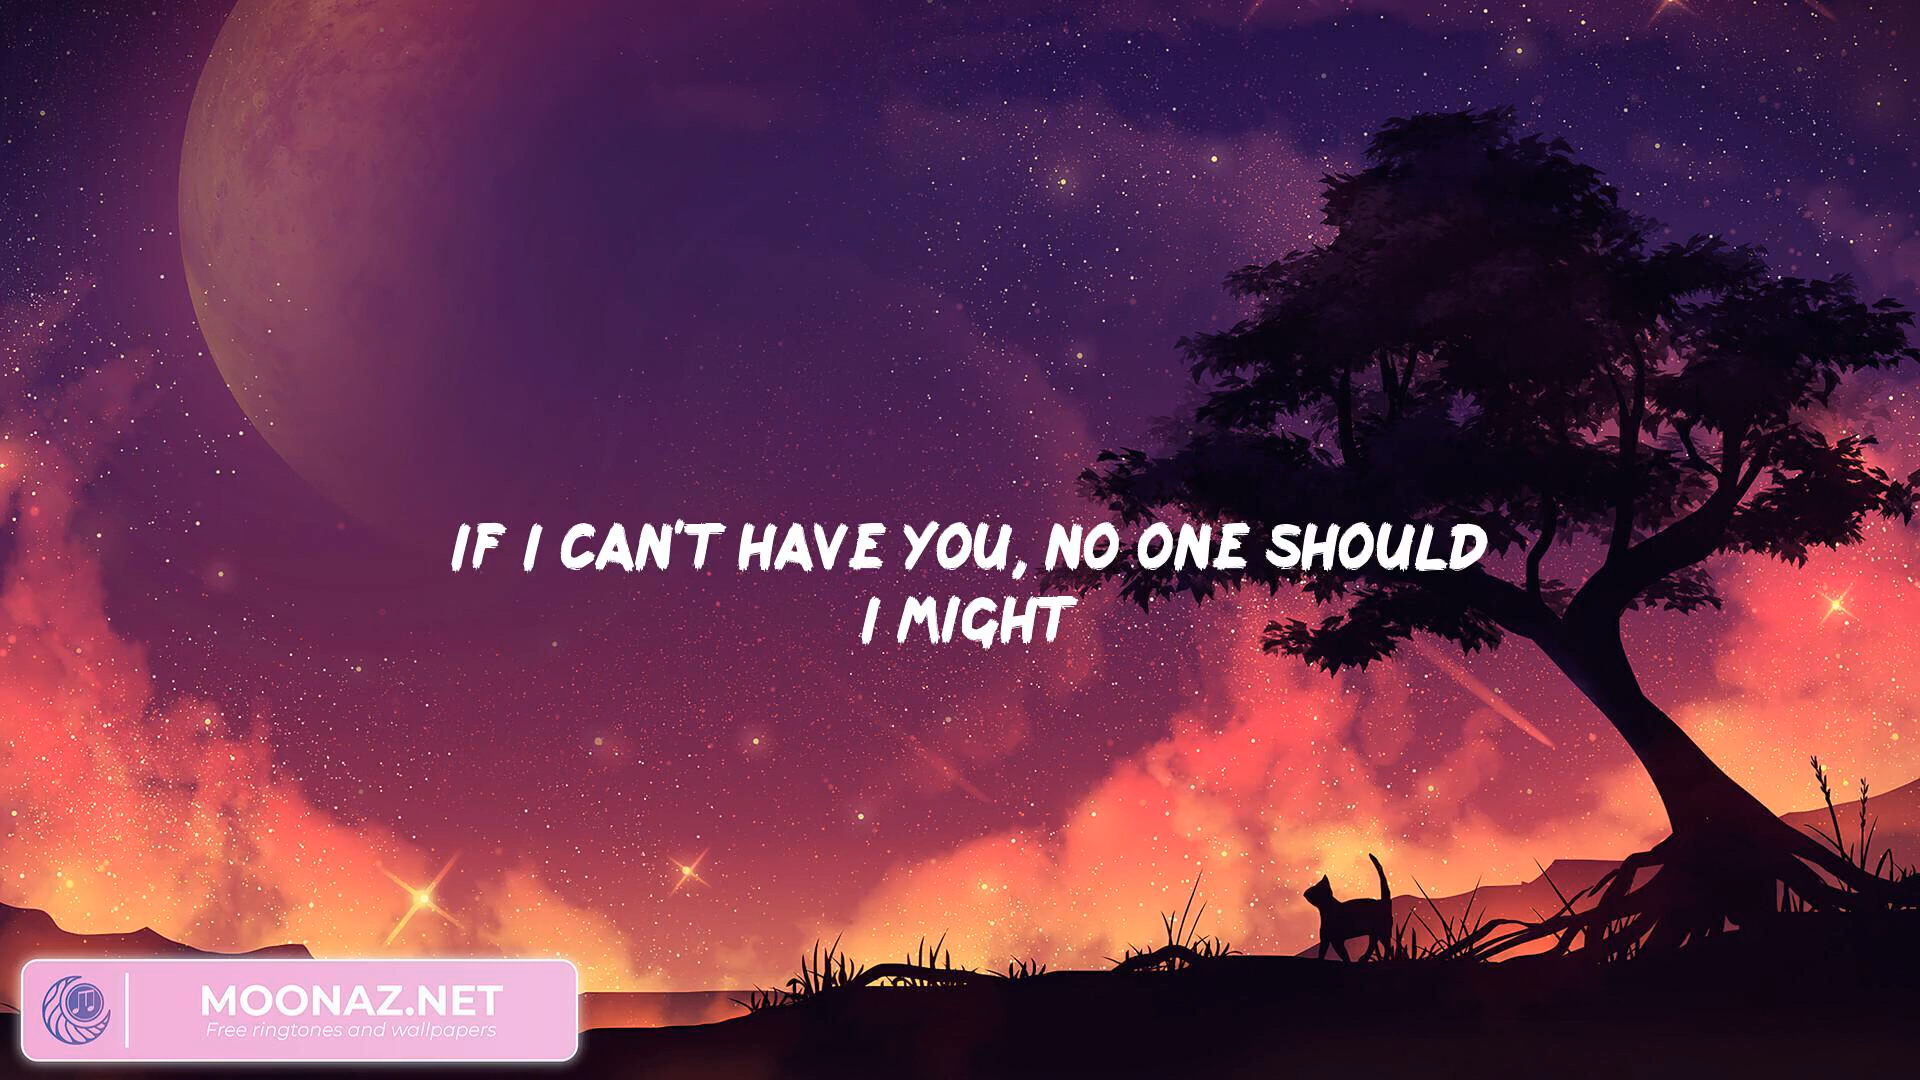 IF I CAN'T HAVE YOU, NO ONE SHOULD
I MIGHT
MOONAZ.NET
Free ringtones and wallpapers